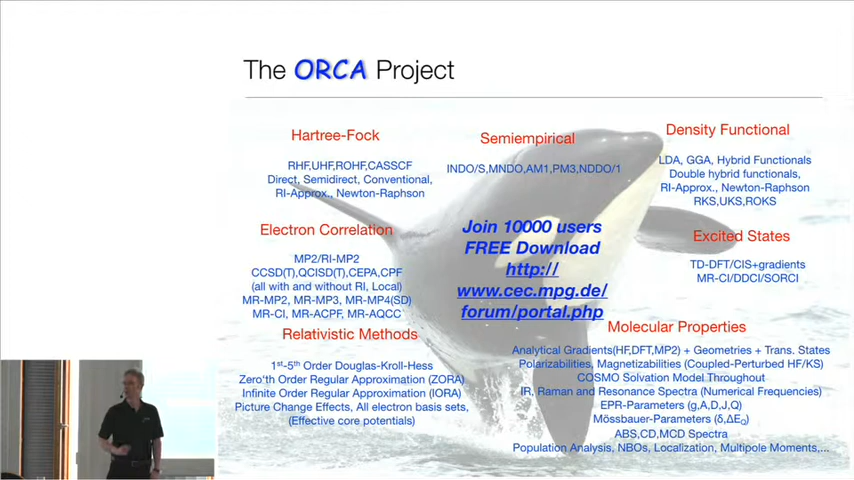 The ORCA Project
Hartree-Fock
RHF,UHF,ROHF,CASSCF
Direct, Semidirect, Conventional,
RI-Approx., Newton-Raphson
Semiempirical
INDO/S,MNDO,AM1,PM3,NDDO/1
Density Functional
LDA, GGA, Hybrid Functionals
Double hybrid functionals,
RI-Approx., Newton-Raphson
RKS,UKS,ROKS
Electron Correlation
MP2/RI-MP2
CCSD(T),QCISD(T),CEPA,CPF
(all with and without RI, Local)
MR-MP2, MR-MP3, MR-MP4(SD)
MR-CI, MR-ACPF, MR-AQCC
Join 10000 users
FREE Download
http://
www.cec.mpg.de/
forum/portal.php
Excited States
TD-DFT/CIS+gradients
MR-CI/DDCI/SORCI
Relativistic Methods
1st-5th Order Douglas-Kroll-Hess
Zero'th Order Regular Approximation (ZORA)
Infinite Order Regular Approximation (IORA)
Picture Change Effects, All electron basis sets,
(Effective core potentials)
Molecular Properties
Analytical Gradients(HF,DFT,MP2) + Geometries + Trans. States
Polarizabilities, Magnetizabilities (Coupled-Perturbed HF/KS)
COSMO Solvation Model Throughout
IR, Raman and Resonance Spectra (Numerical Frequencies)
EPR-Parameters (g,A,D,J,Q)
Mössbauer-Parameters (δ,ΔEQ)
ABS,CD,MCD Spectra
Population Analysis, NBOs, Localization, Multipole Moments,...